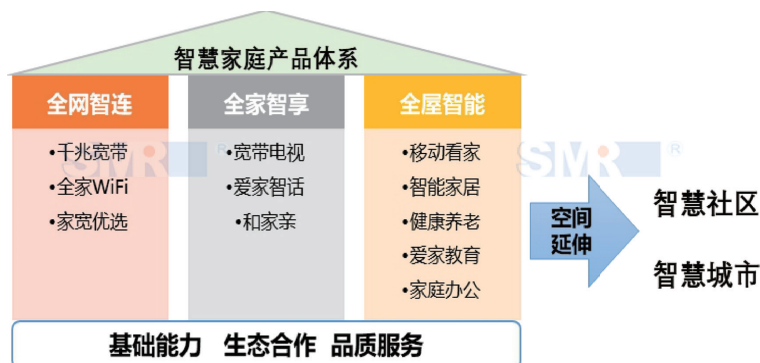 智慧家庭产品体系
全网智连
•千兆宽带
•全家WiFi
•家宽优选
全家智享
•宽带电视
•爱家智话
•和家亲
全屋智能
•移动看家
•智能家居
•健康养老
•爱家教育
•家庭办公
基础能力 生态合作 品质服务
空间
延伸
智慧社区
智慧城市
SMR®
SMR®